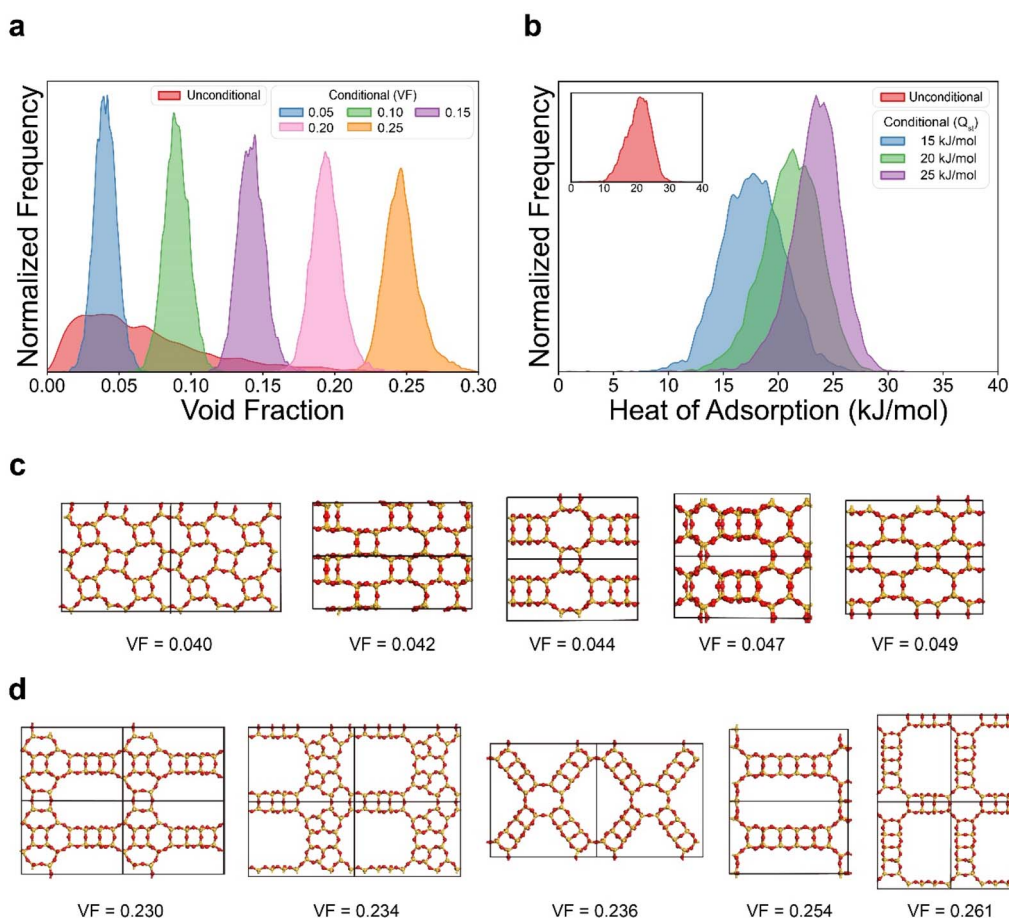 a
Normalized Frequency
Unconditional
Conditional (VF)
0.05 0.10 0.15
0.20 0.25
0.00 0.05 0.10 0.15 0.20 0.25 0.30
Void Fraction
b
Normalized Frequency
0 10 20 30 40
Unconditional
Conditional (Qst)
15 kJ/mol
20 kJ/mol
25 kJ/mol
0 5 10 15 20 25 30 35 40
Heat of Adsorption (kJ/mol)
c
VF = 0.040 VF = 0.042 VF = 0.044 VF = 0.047 VF = 0.049
d
VF = 0.230 VF = 0.234 VF = 0.236 VF = 0.254 VF = 0.261